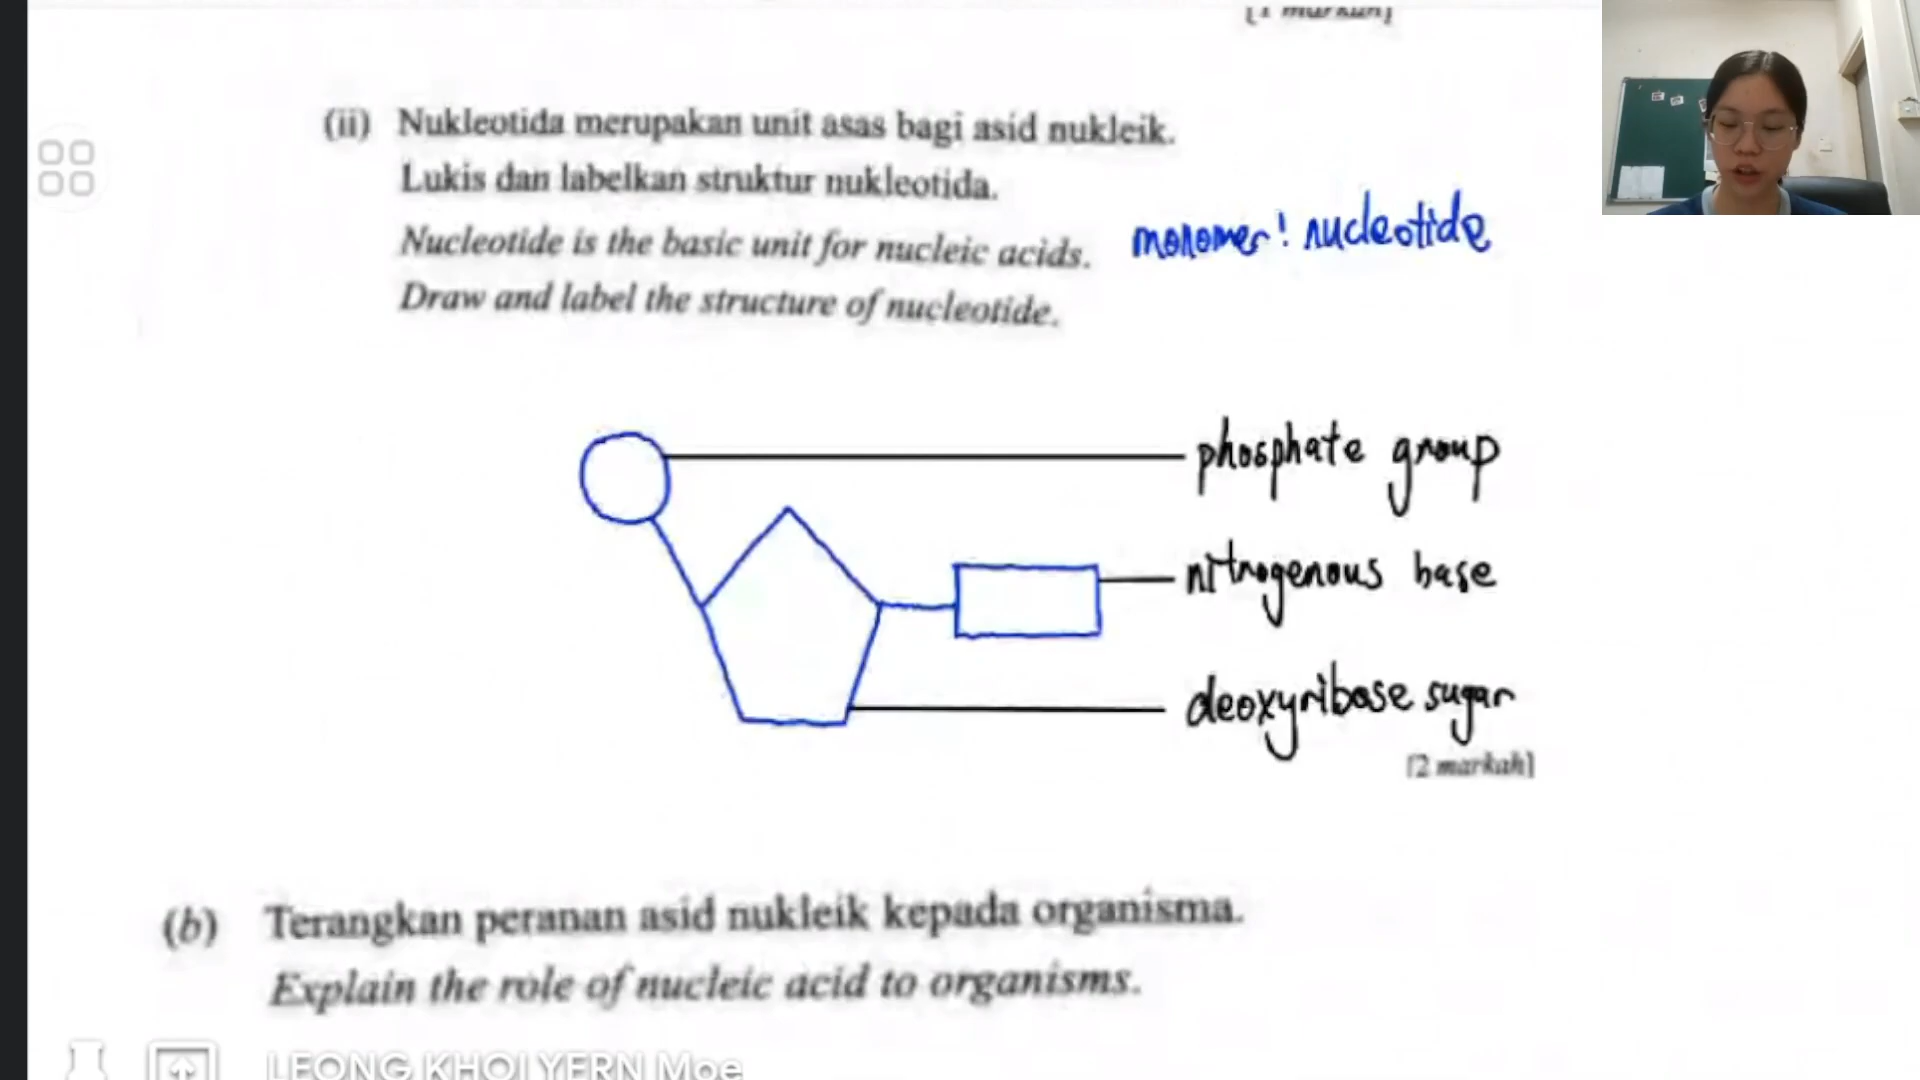 [1 markah]
(ii) Nukleotida merupakan unit asas bagi asid nukleik.
Lukis dan labelkan struktur nukleotida.
Nucleotide is the basic unit for nucleic acids. monomer! nucleotide
Draw and label the structure of nucleotide.
phosphate group
nitrogenous base
deoxyribose sugar
[2 markah]
(b) Terangkan peranan asid nukleik kepada organisma.
Explain the role of nucleic acid to organisms.
LEONG KHOI YERN Moe